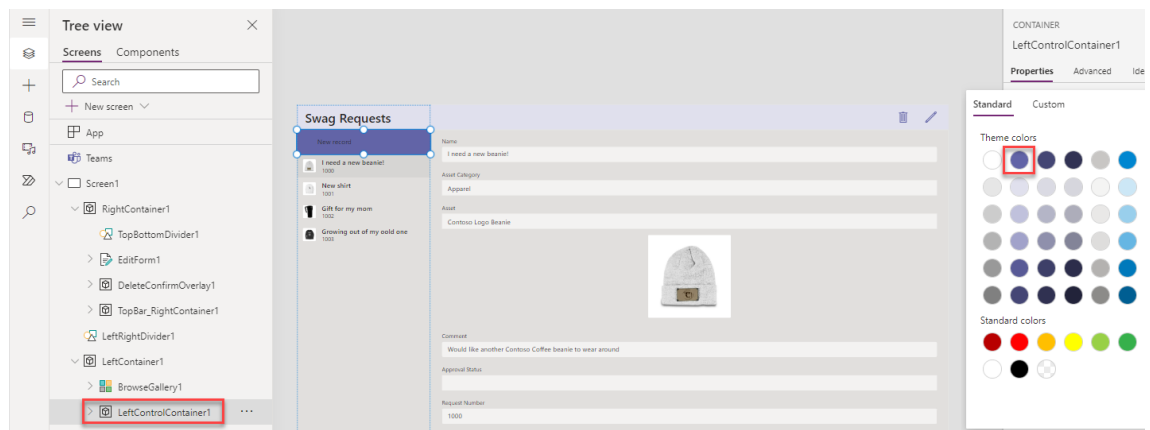 Tree view
Screens Components
Search
New screen
App
Teams
Screen1
RightContainer1
TopBottomDivider1
EditForm1
DeleteConfirmOverlay1
TopBar_RightContainer1
LeftRightDivider1
LeftContainer1
BrowseGallery1
LeftControlContainer1
Swag Requests
New record
I need a new beanie!
1000
New shirt
1001
Gift for my mom
1002
Growing out of my oold one
1003
Name
I need a new beanie!
Asset Category
Apparel
Asset
Contoso Logo Beanie
Comment
Would like another Contoso Coffee beanie to wear around
Approval Status
Request Number
1000
CONTAINER
LeftControlContainer1
Properties Advanced Ide
Standard Custom
Theme colors
Standard colors